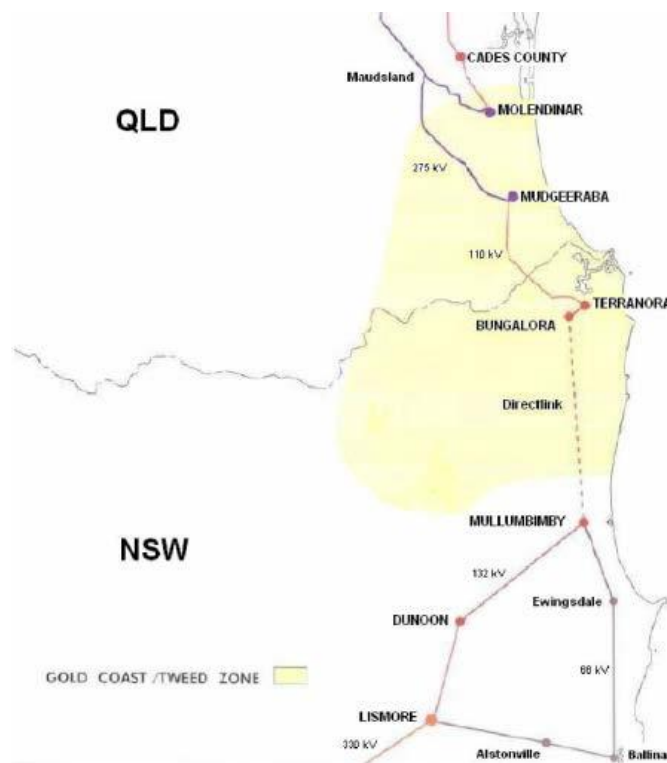 CADES COUNTY
Maudsland
MOLENDINAR
QLD
275 kV
MUDGEERABA
110 kV
TERRANORA
BUNGALORA
Directlink
MULLUMBIMBY
NSW
132 kV
Ewingsdale
DUNOON
66 kV
GOLD COAST/TWEED ZONE
LISMORE
330 kV
Alstonville
Ballina